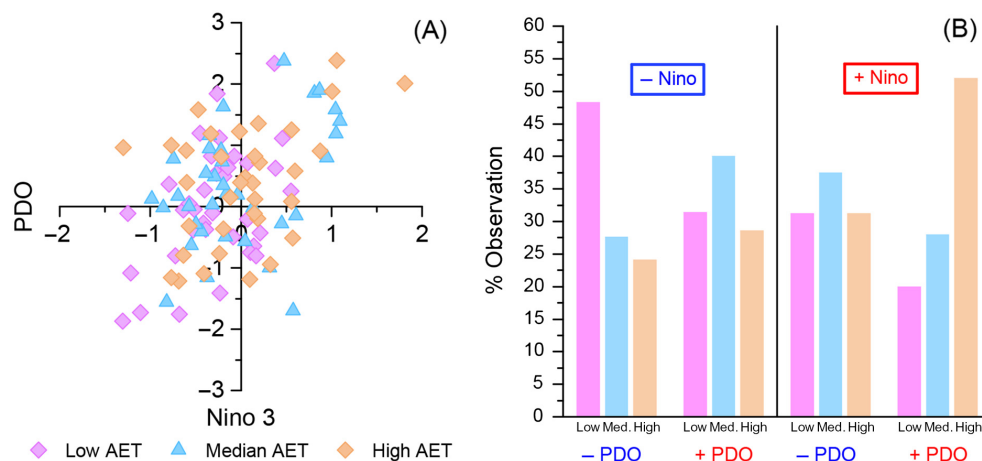 (A)
3
2
1
0
−1
−2
−3
PDO
−2
−1
0
1
2
Nino 3
Low AET
Median AET
High AET
(B)
60
55
50
45
40
35
30
25
20
15
10
5
0
% Observation
– Nino
+ Nino
Low Med. High
Low Med. High
Low Med. High
Low Med. High
– PDO
+ PDO
– PDO
+ PDO